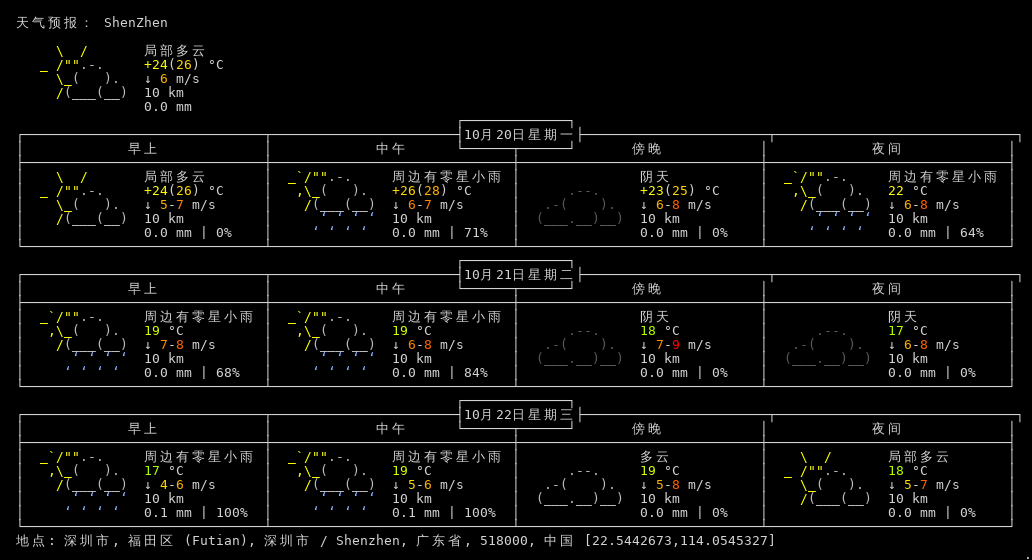 天气预报： ShenZhen
局部多云
+24(26) °C
↓ 6 m/s
10 km
0.0 mm
10月20日星期一
早上 中午 傍晚 夜间
局部多云 周边有零星小雨 阴天 周边有零星小雨
+24(26) °C +26(28) °C +23(25) °C 22 °C
↓ 5-7 m/s ↓ 6-7 m/s ↓ 6-8 m/s ↓ 6-8 m/s
10 km 10 km 10 km 10 km
0.0 mm | 0% 0.0 mm | 71% 0.0 mm | 0% 0.0 mm | 64%
10月21日星期二
早上 中午 傍晚 夜间
周边有零星小雨 周边有零星小雨 阴天 阴天
19 °C 19 °C 18 °C 17 °C
↓ 7-8 m/s ↓ 6-8 m/s ↓ 7-9 m/s ↓ 6-8 m/s
10 km 10 km 10 km 10 km
0.0 mm | 68% 0.0 mm | 84% 0.0 mm | 0% 0.0 mm | 0%
10月22日星期三
早上 中午 傍晚 夜间
周边有零星小雨 周边有零星小雨 多云 局部多云
17 °C 19 °C 19 °C 18 °C
↓ 4-6 m/s ↓ 5-6 m/s ↓ 5-8 m/s ↓ 5-7 m/s
10 km 10 km 10 km 10 km
0.1 mm | 100% 0.1 mm | 100% 0.0 mm | 0% 0.0 mm | 0%
地点: 深圳市, 福田区 (Futian), 深圳市 / Shenzhen, 广东省, 518000, 中国 [22.5442673,114.0545327]